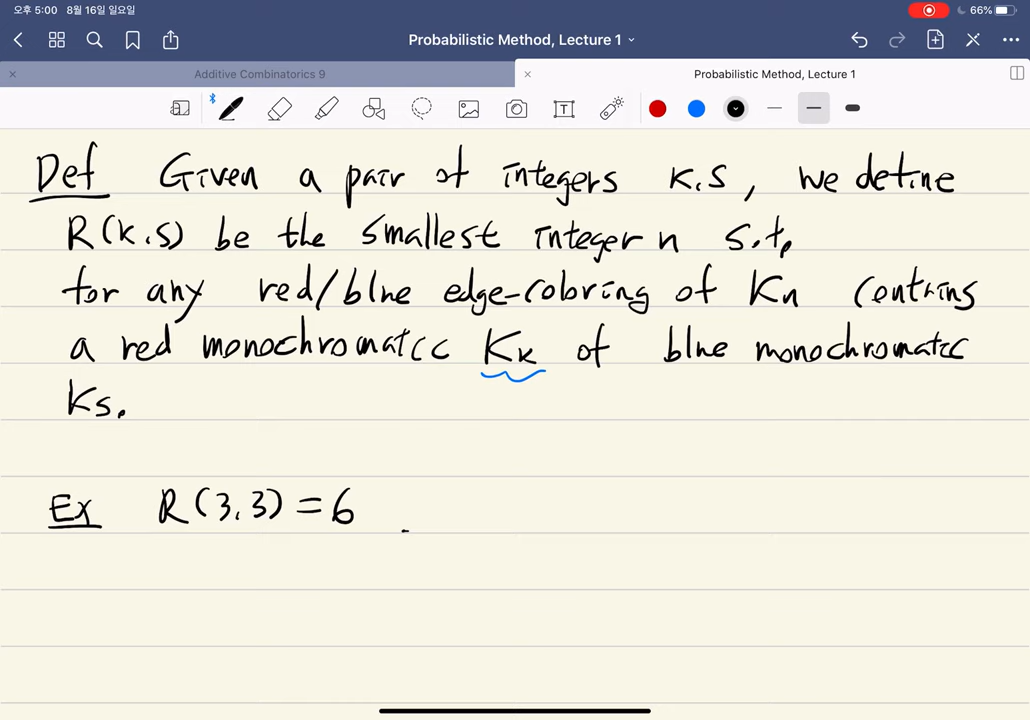 오후 5:00 8월 16일 일요일 66%
Probabilistic Method, Lecture 1
Additive Combinatorics 9 Probabilistic Method, Lecture 1
Def Given a pair of integers k.s, we define
R(k.s) be the smallest integer n s.t.
for any red/blue edge-coloring of Kn contains
a red monochromatic Kk of blue monochromatic
Ks.
Ex R(3.3) = 6